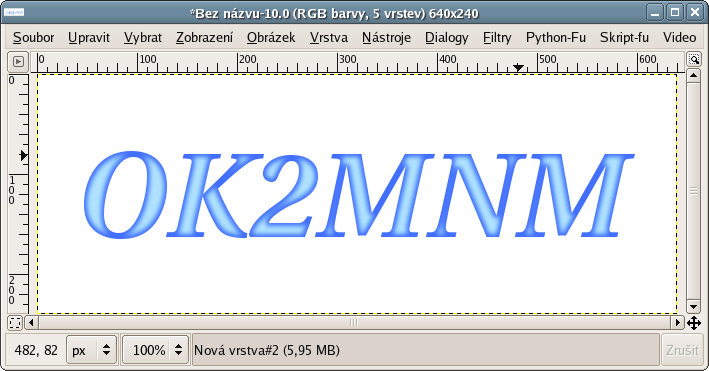 *Bez názvu-10.0 (RGB barvy, 5 vrstev) 640x240
Soubor Upravit Vybrat Zobrazení Obrázek Vrstva Nástroje Dialogy Filtry Python-Fu Skript-fu Video
0 100 200 300 400 500 600
0
100
200
OK2MNM
482, 82 px 100% Nová vrstva#2 (5,95 MB) Zrušit